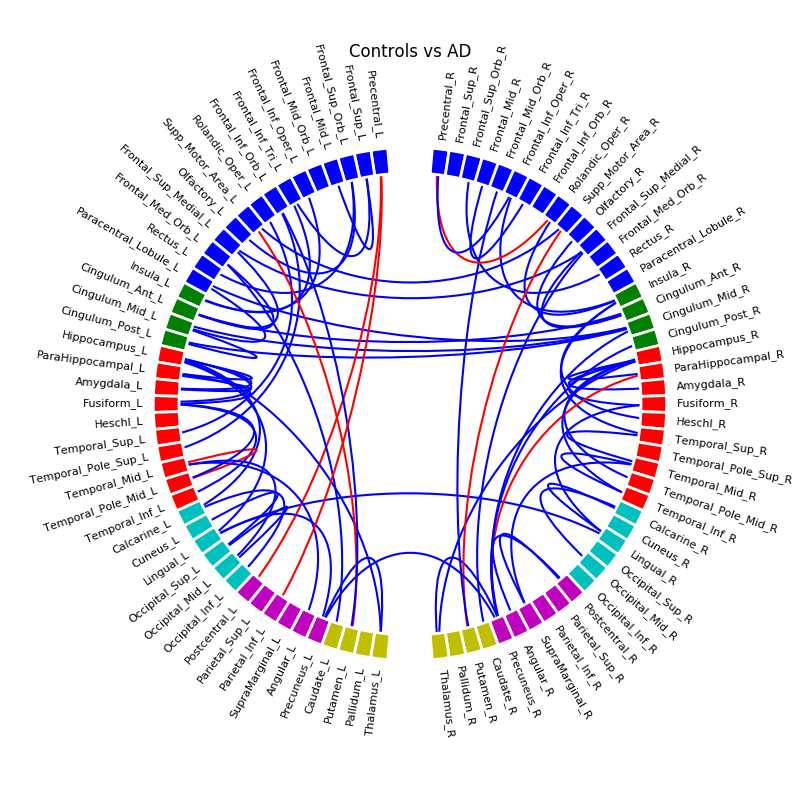 Controls vs AD
Precentral_L
Frontal_Sup_L
Frontal_Sup_Orb_L
Frontal_Mid_L
Frontal_Mid_Orb_L
Frontal_Inf_Oper_L
Frontal_Inf_Tri_L
Frontal_Inf_Orb_L
Rolandic_Oper_L
Supp_Motor_Area_L
Olfactory_L
Frontal_Sup_Medial_L
Frontal_Med_Orb_L
Rectus_L
Paracentral_Lobule_L
Insula_L
Cingulum_Ant_L
Cingulum_Mid_L
Cingulum_Post_L
Hippocampus_L
ParaHippocampal_L
Amygdala_L
Fusiform_L
Heschl_L
Temporal_Sup_L
Temporal_Pole_Sup_L
Temporal_Mid_L
Temporal_Pole_Mid_L
Temporal_Inf_L
Calcarine_L
Cuneus_L
Lingual_L
Occipital_Sup_L
Occipital_Mid_L
Occipital_Inf_L
Postcentral_L
Parietal_Sup_L
Parietal_Inf_L
SupraMarginal_L
Angular_L
Precuneus_L
Caudate_L
Putamen_L
Pallidum_L
Thalamus_L
Precentral_R
Frontal_Sup_R
Frontal_Sup_Orb_R
Frontal_Mid_R
Frontal_Mid_Orb_R
Frontal_Inf_Oper_R
Frontal_Inf_Tri_R
Frontal_Inf_Orb_R
Rolandic_Oper_R
Supp_Motor_Area_R
Olfactory_R
Frontal_Sup_Medial_R
Frontal_Med_Orb_R
Rectus_R
Paracentral_Lobule_R
Insula_R
Cingulum_Ant_R
Cingulum_Mid_R
Cingulum_Post_R
Hippocampus_R
ParaHippocampal_R
Amygdala_R
Fusiform_R
Heschl_R
Temporal_Sup_R
Temporal_Pole_Sup_R
Temporal_Mid_R
Temporal_Pole_Mid_R
Temporal_Inf_R
Calcarine_R
Cuneus_R
Lingual_R
Occipital_Sup_R
Occipital_Mid_R
Occipital_Inf_R
Postcentral_R
Parietal_Sup_R
Parietal_Inf_R
SupraMarginal_R
Angular_R
Precuneus_R
Caudate_R
Putamen_R
Pallidum_R
Thalamus_R